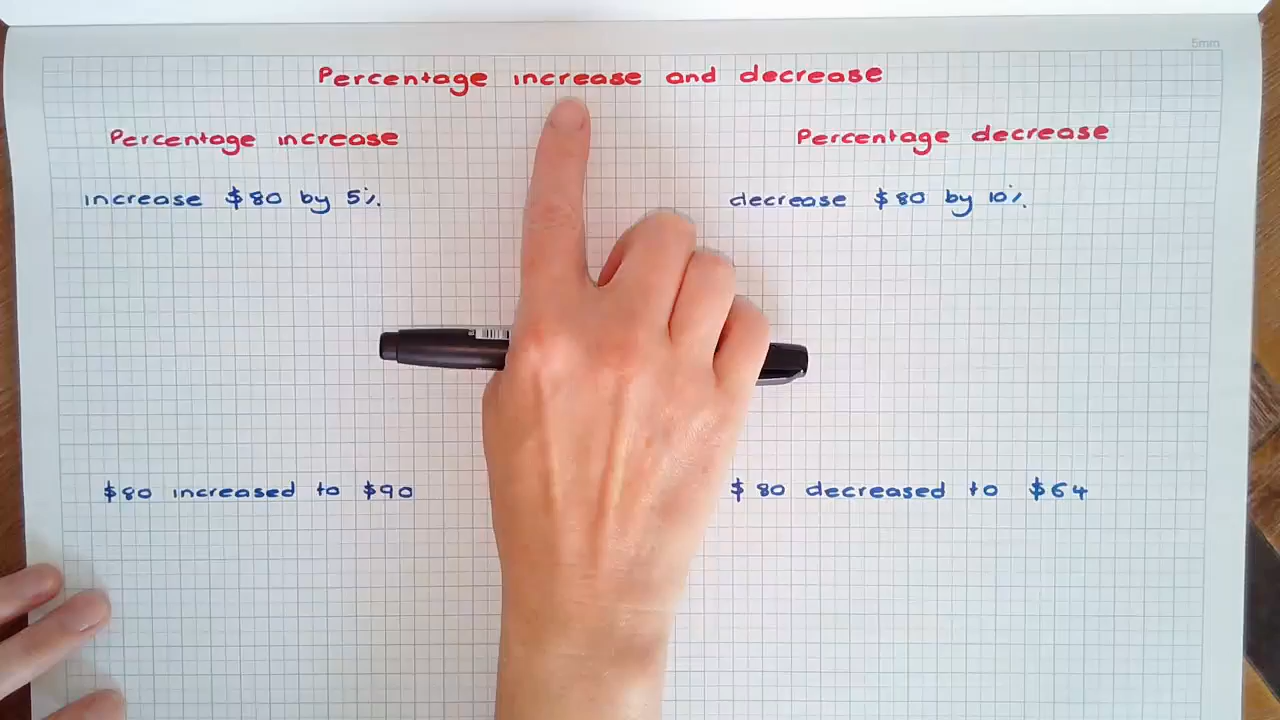 5mm
Percentage increase and decrease
Percentage increase
Percentage decrease
increase $80 by 5%
decrease $80 by 10%
$80 increased to $90
$80 decreased to $64